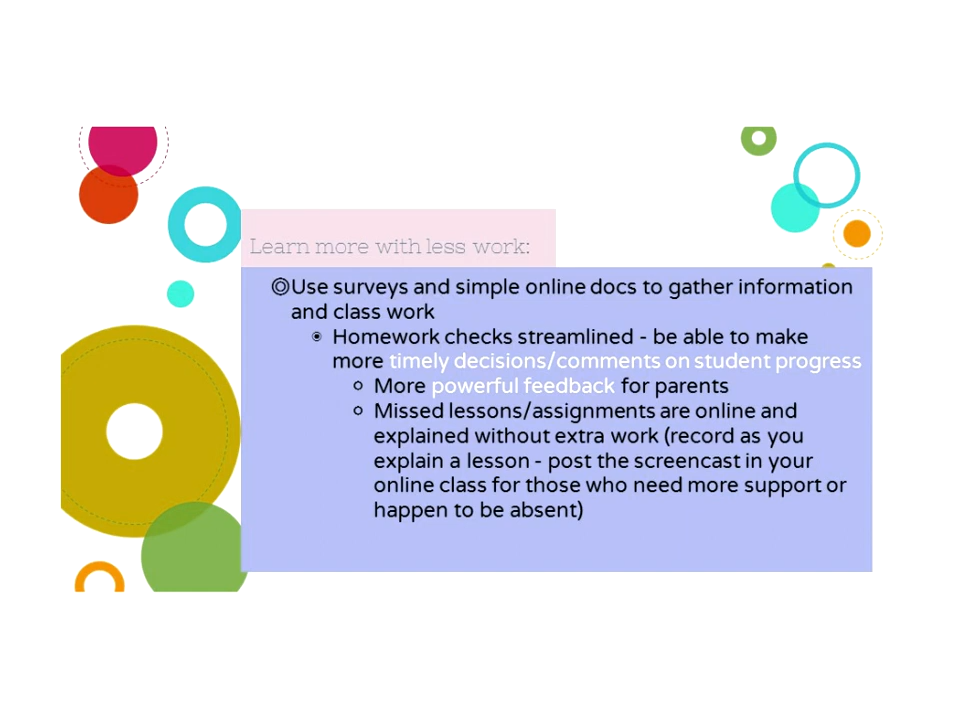 Learn more with less work:
Use surveys and simple online docs to gather information
and class work
Homework checks streamlined - be able to make
more timely decisions/comments on student progress
More powerful feedback for parents
Missed lessons/assignments are online and
explained without extra work (record as you
explain a lesson - post the screencast in your
online class for those who need more support or
happen to be absent)